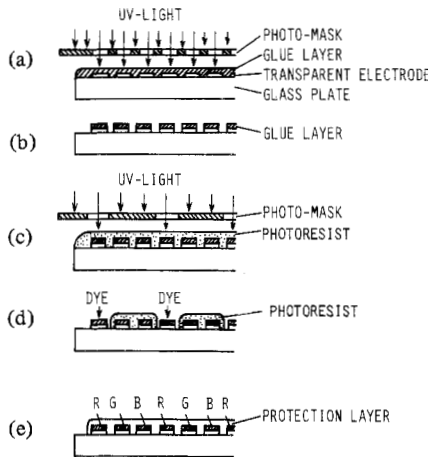 UV-LIGHT
PHOTO-MASK
GLUE LAYER
(a) TRANSPARENT ELECTRODE
GLASS PLATE
(b) GLUE LAYER
UV-LIGHT
PHOTO-MASK
(c) PHOTORESIST
DYE DYE
(d) PHOTORESIST
R G B R G B R
PROTECTION LAYER
(e)